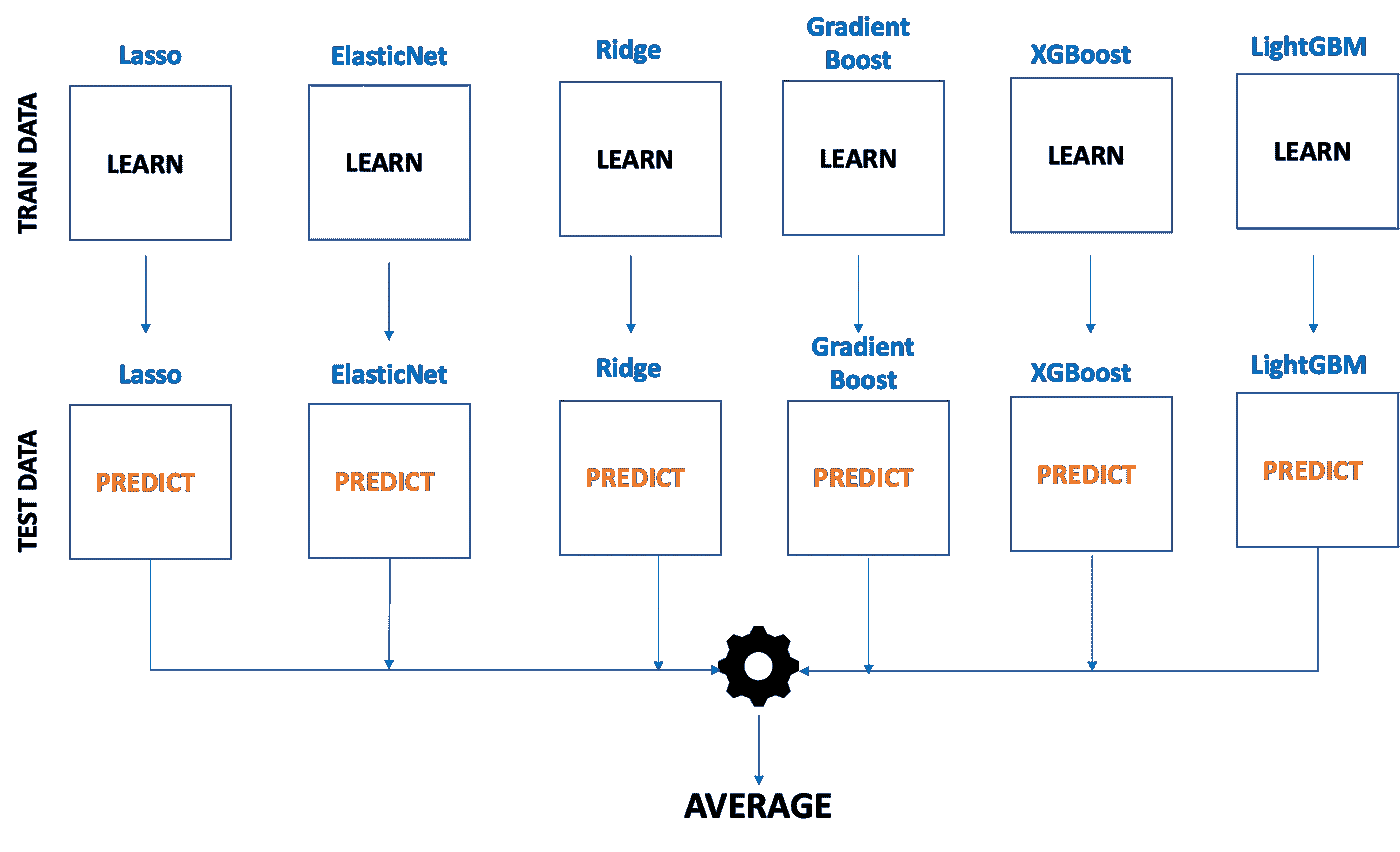 Lasso
ElasticNet
Ridge
Gradient
Boost
XGBoost
LightGBM
TRAIN DATA
LEARN
LEARN
LEARN
LEARN
LEARN
LEARN
Lasso
ElasticNet
Ridge
Gradient
Boost
XGBoost
LightGBM
TEST DATA
PREDICT
PREDICT
PREDICT
PREDICT
PREDICT
PREDICT
AVERAGE